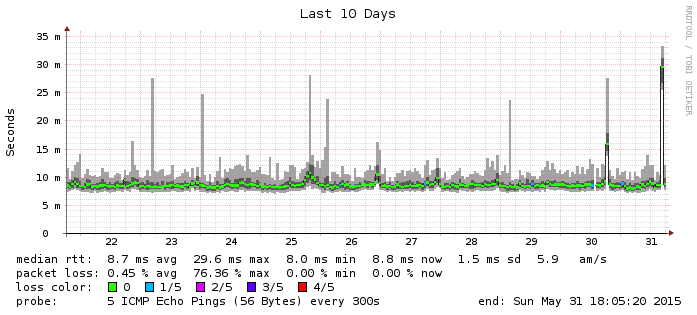 Last 10 Days
RRDTOOL / TOBI OETIKER
Seconds
35 m
30 m
25 m
20 m
15 m
10 m
5 m
0
22 23 24 25 26 27 28 29 30 31
median rtt: 8.7 ms avg 29.6 ms max 8.0 ms min 8.8 ms now 1.5 ms sd 5.9 am/s
packet loss: 0.45 % avg 76.36 % max 0.00 % min 0.00 % now
loss color: 0 1/5 2/5 3/5 4/5
probe: 5 ICMP Echo Pings (56 Bytes) every 300s end: Sun May 31 18:05:20 2015